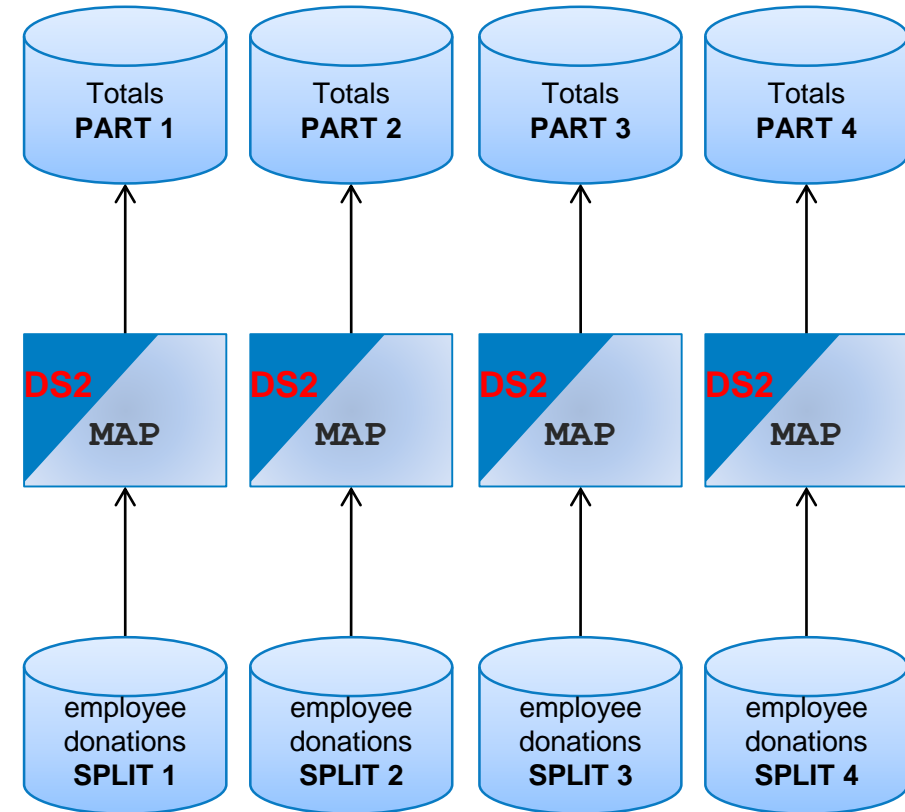 Totals
PART 1
Totals
PART 2
Totals
PART 3
Totals
PART 4
DS2
MAP
DS2
MAP
DS2
MAP
DS2
MAP
employee
donations
SPLIT 1
employee
donations
SPLIT 2
employee
donations
SPLIT 3
employee
donations
SPLIT 4